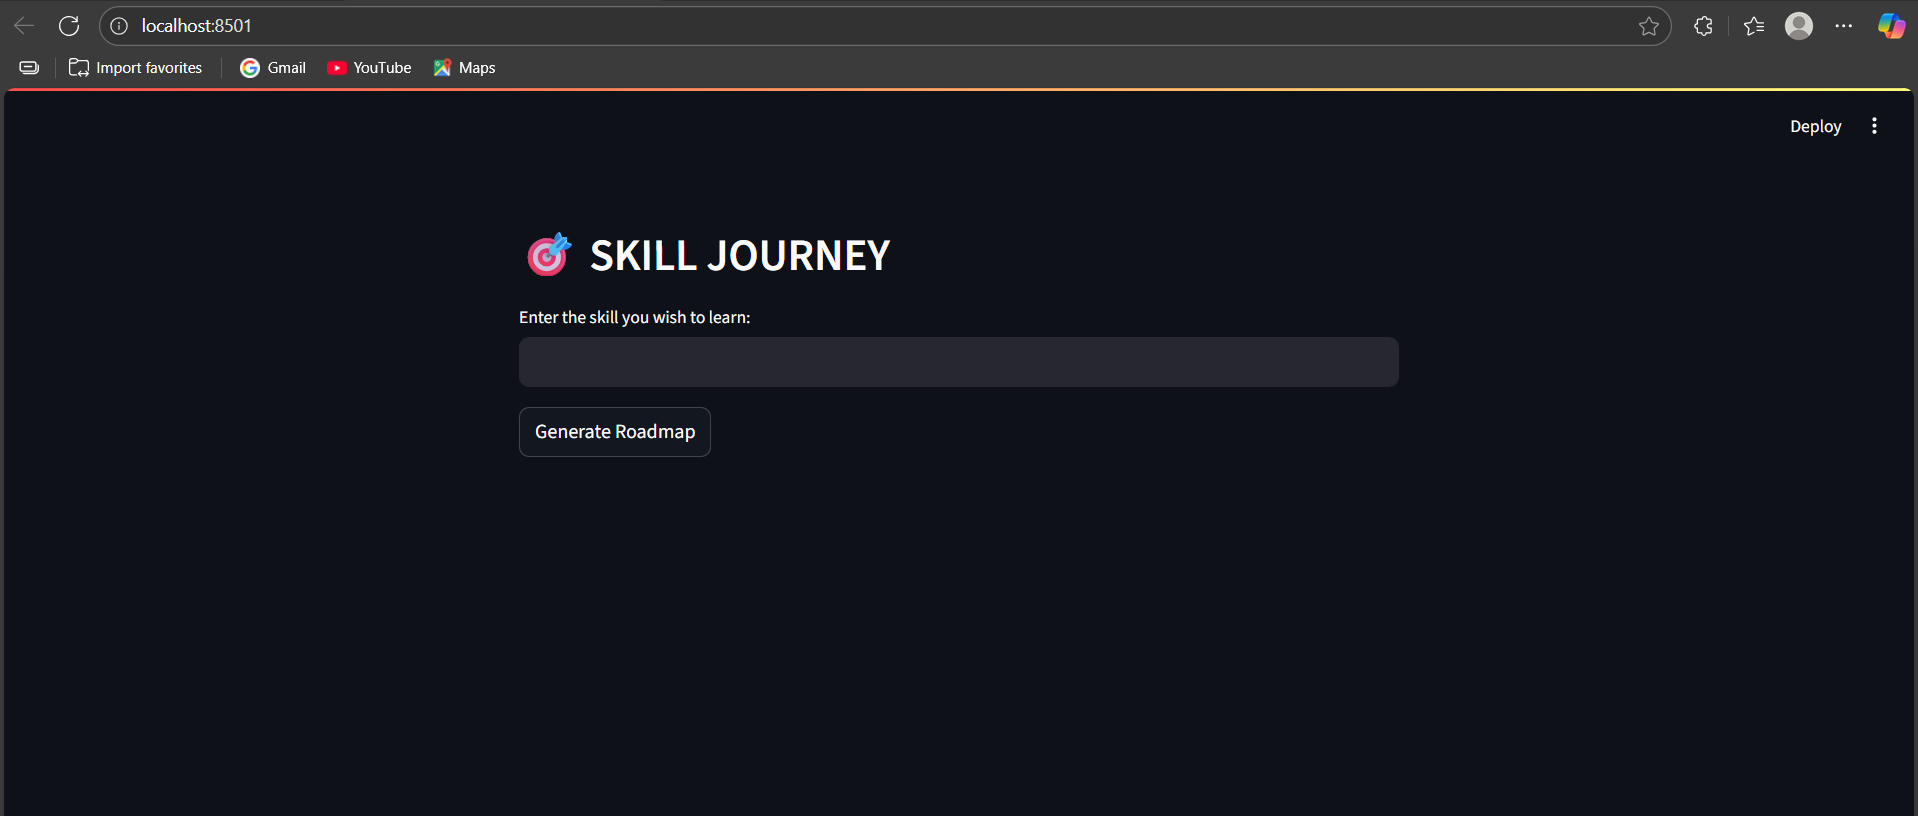 localhost:8501
Import favorites Gmail YouTube Maps
Deploy
SKILL JOURNEY
Enter the skill you wish to learn:
Generate Roadmap